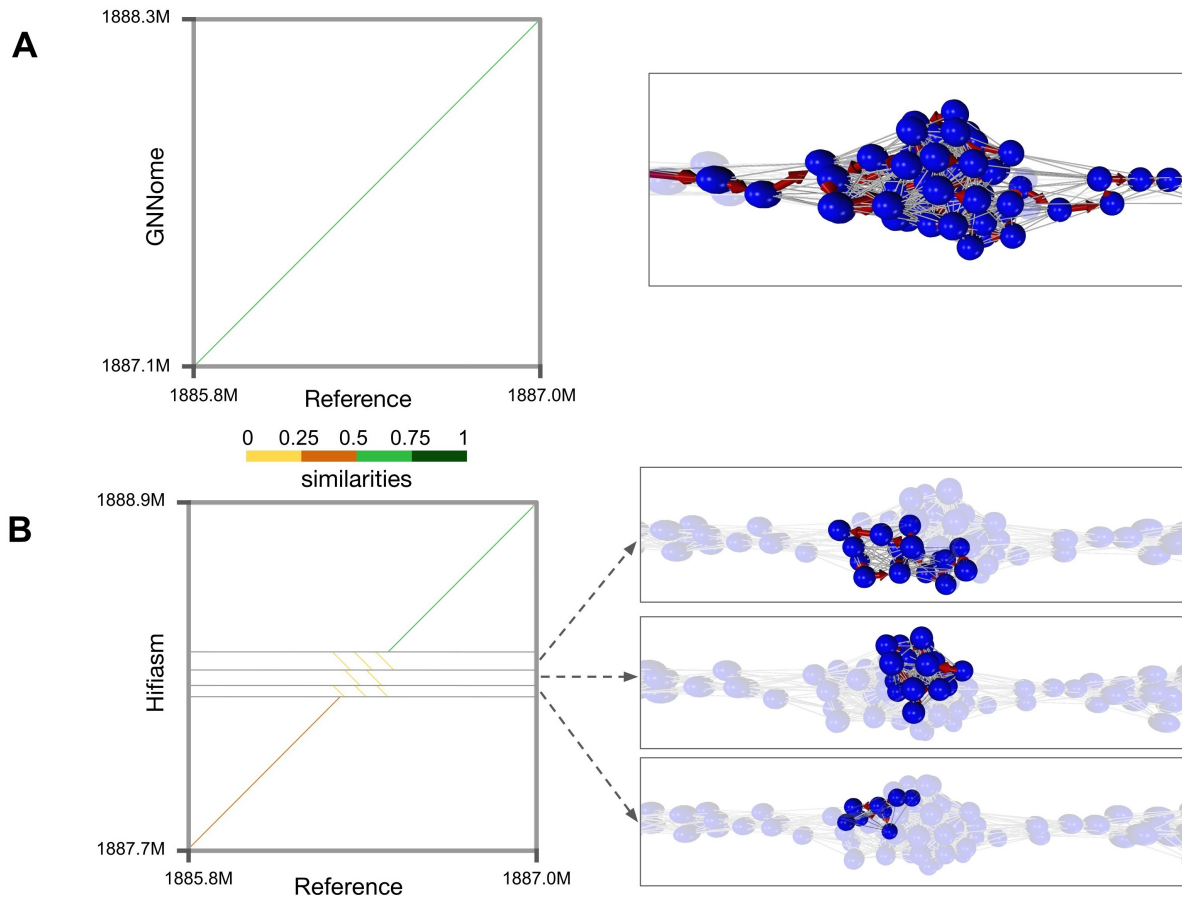 A
1888.3M
GNNome
1887.1M
1885.8M
Reference
1887.0M
0 0.25 0.5 0.75 1
similarities
B
1888.9M
Hifiasm
1887.7M
1885.8M
Reference
1887.0M